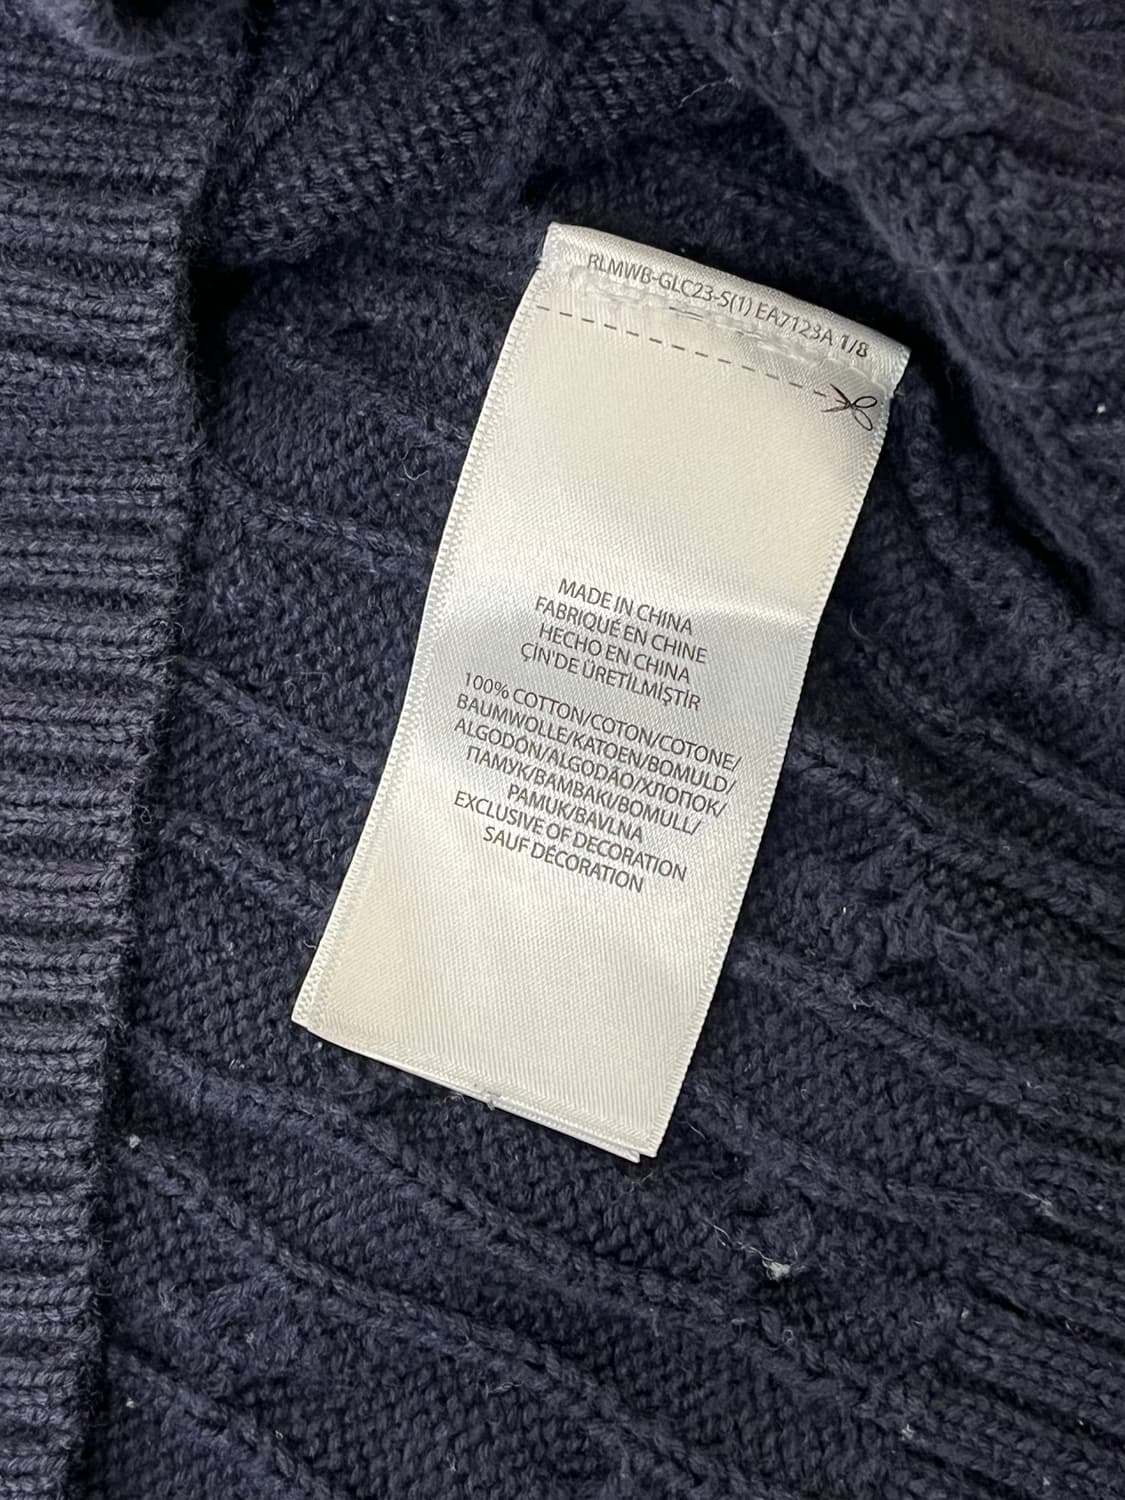 RLMWB-GLC23-S(1) EA7123A 1/8
MADE IN CHINA
FABRIQUÉ EN CHINE
HECHO EN CHINA
ÇİN'DE ÜRETİLMİŞTİR
100% COTTON/COTON/COTONE/
BAUMWOLLE/KATOEN/BOMULD/
ALGODÓN/ALGODÃO/ХЛОПОК/
ПАМУК/ΒΑΜΒΑΚΙ/BOMULL/
PAMUK/BAVLNA
EXCLUSIVE OF DECORATION
SAUF DÉCORATION